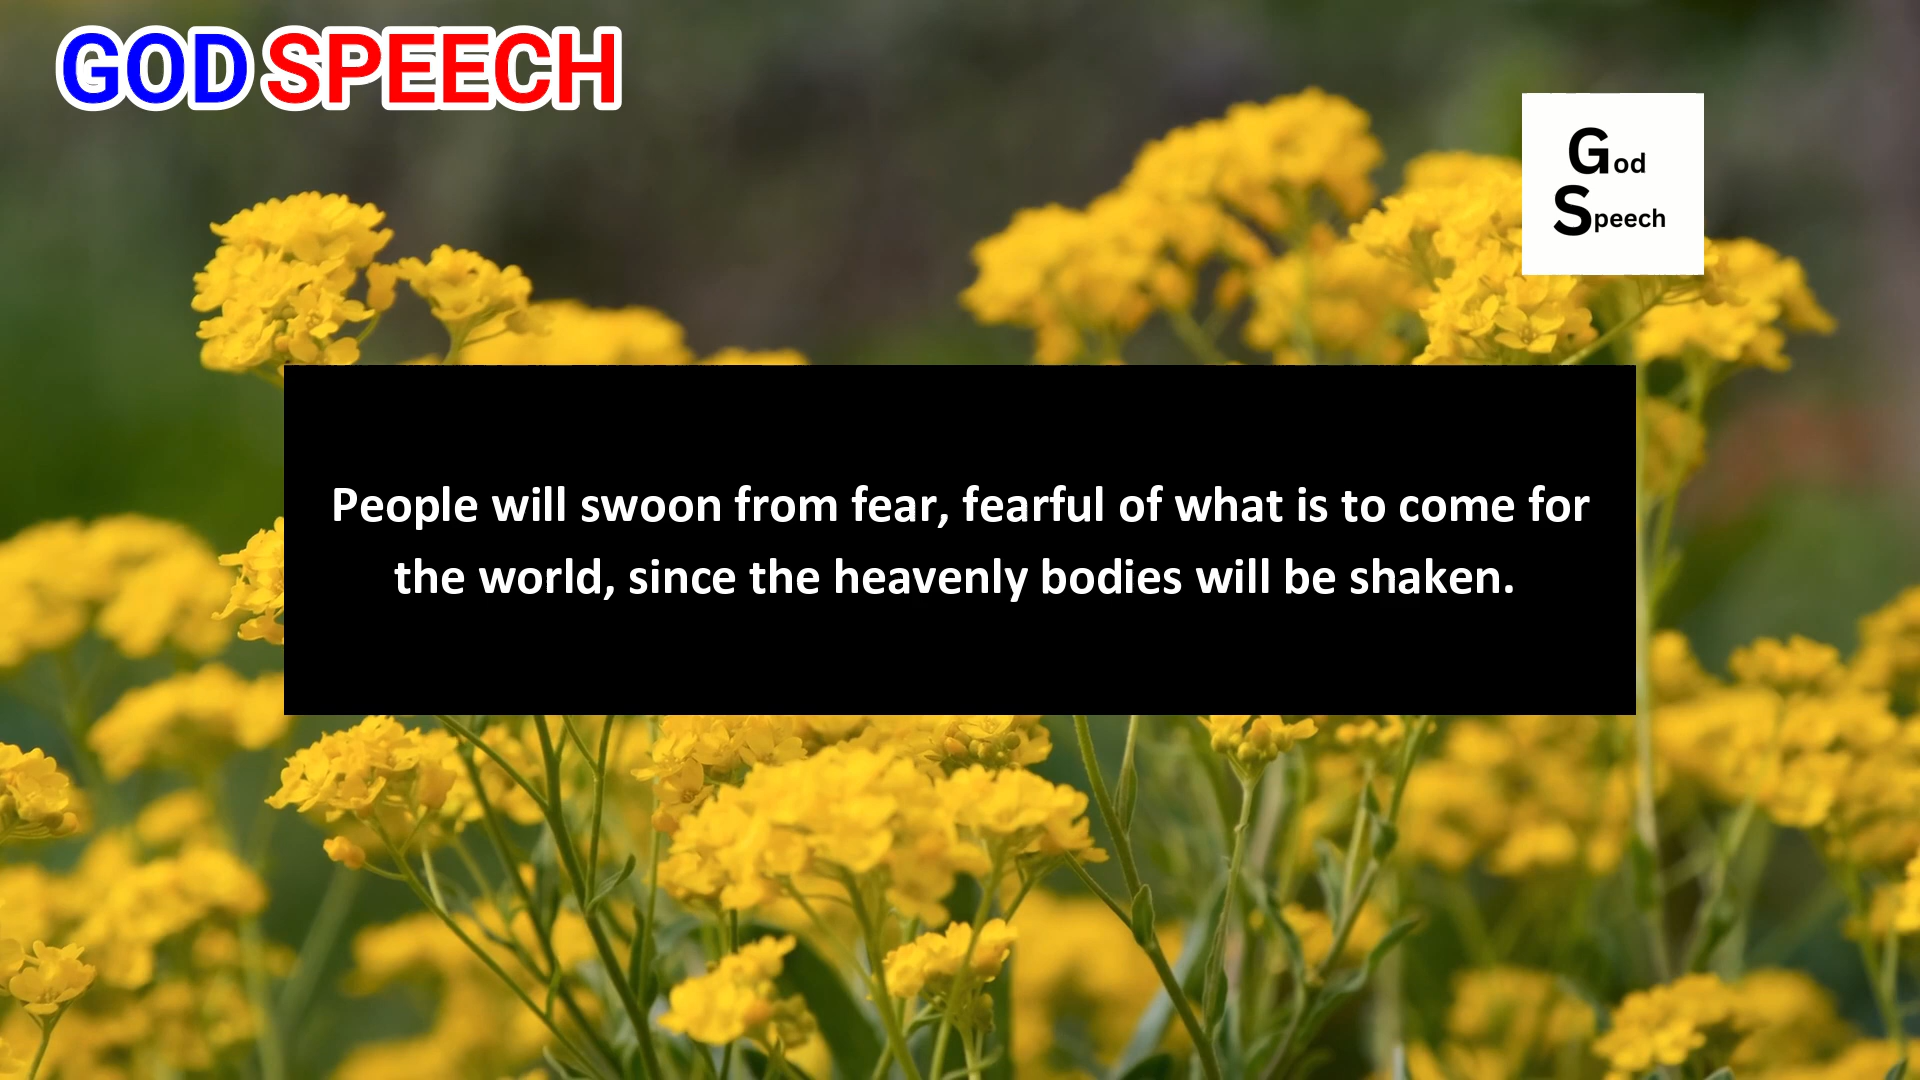 GOD SPEECH
God
Speech
People will swoon from fear, fearful of what is to come for
the world, since the heavenly bodies will be shaken.